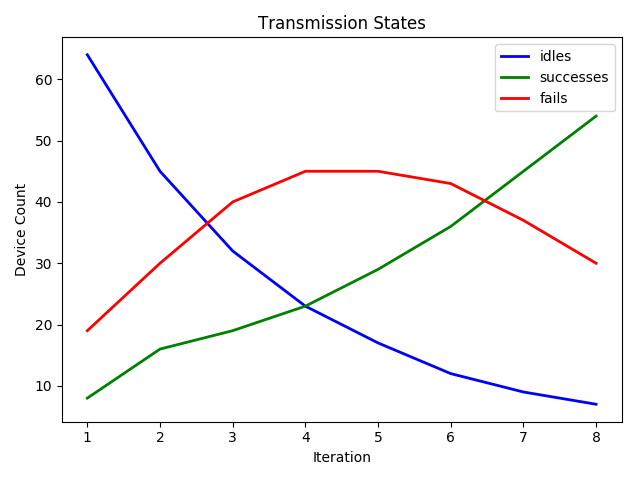 Transmission States
idles
successes
fails
Device Count
60
50
40
30
20
10
1 2 3 4 5 6 7 8
Iteration